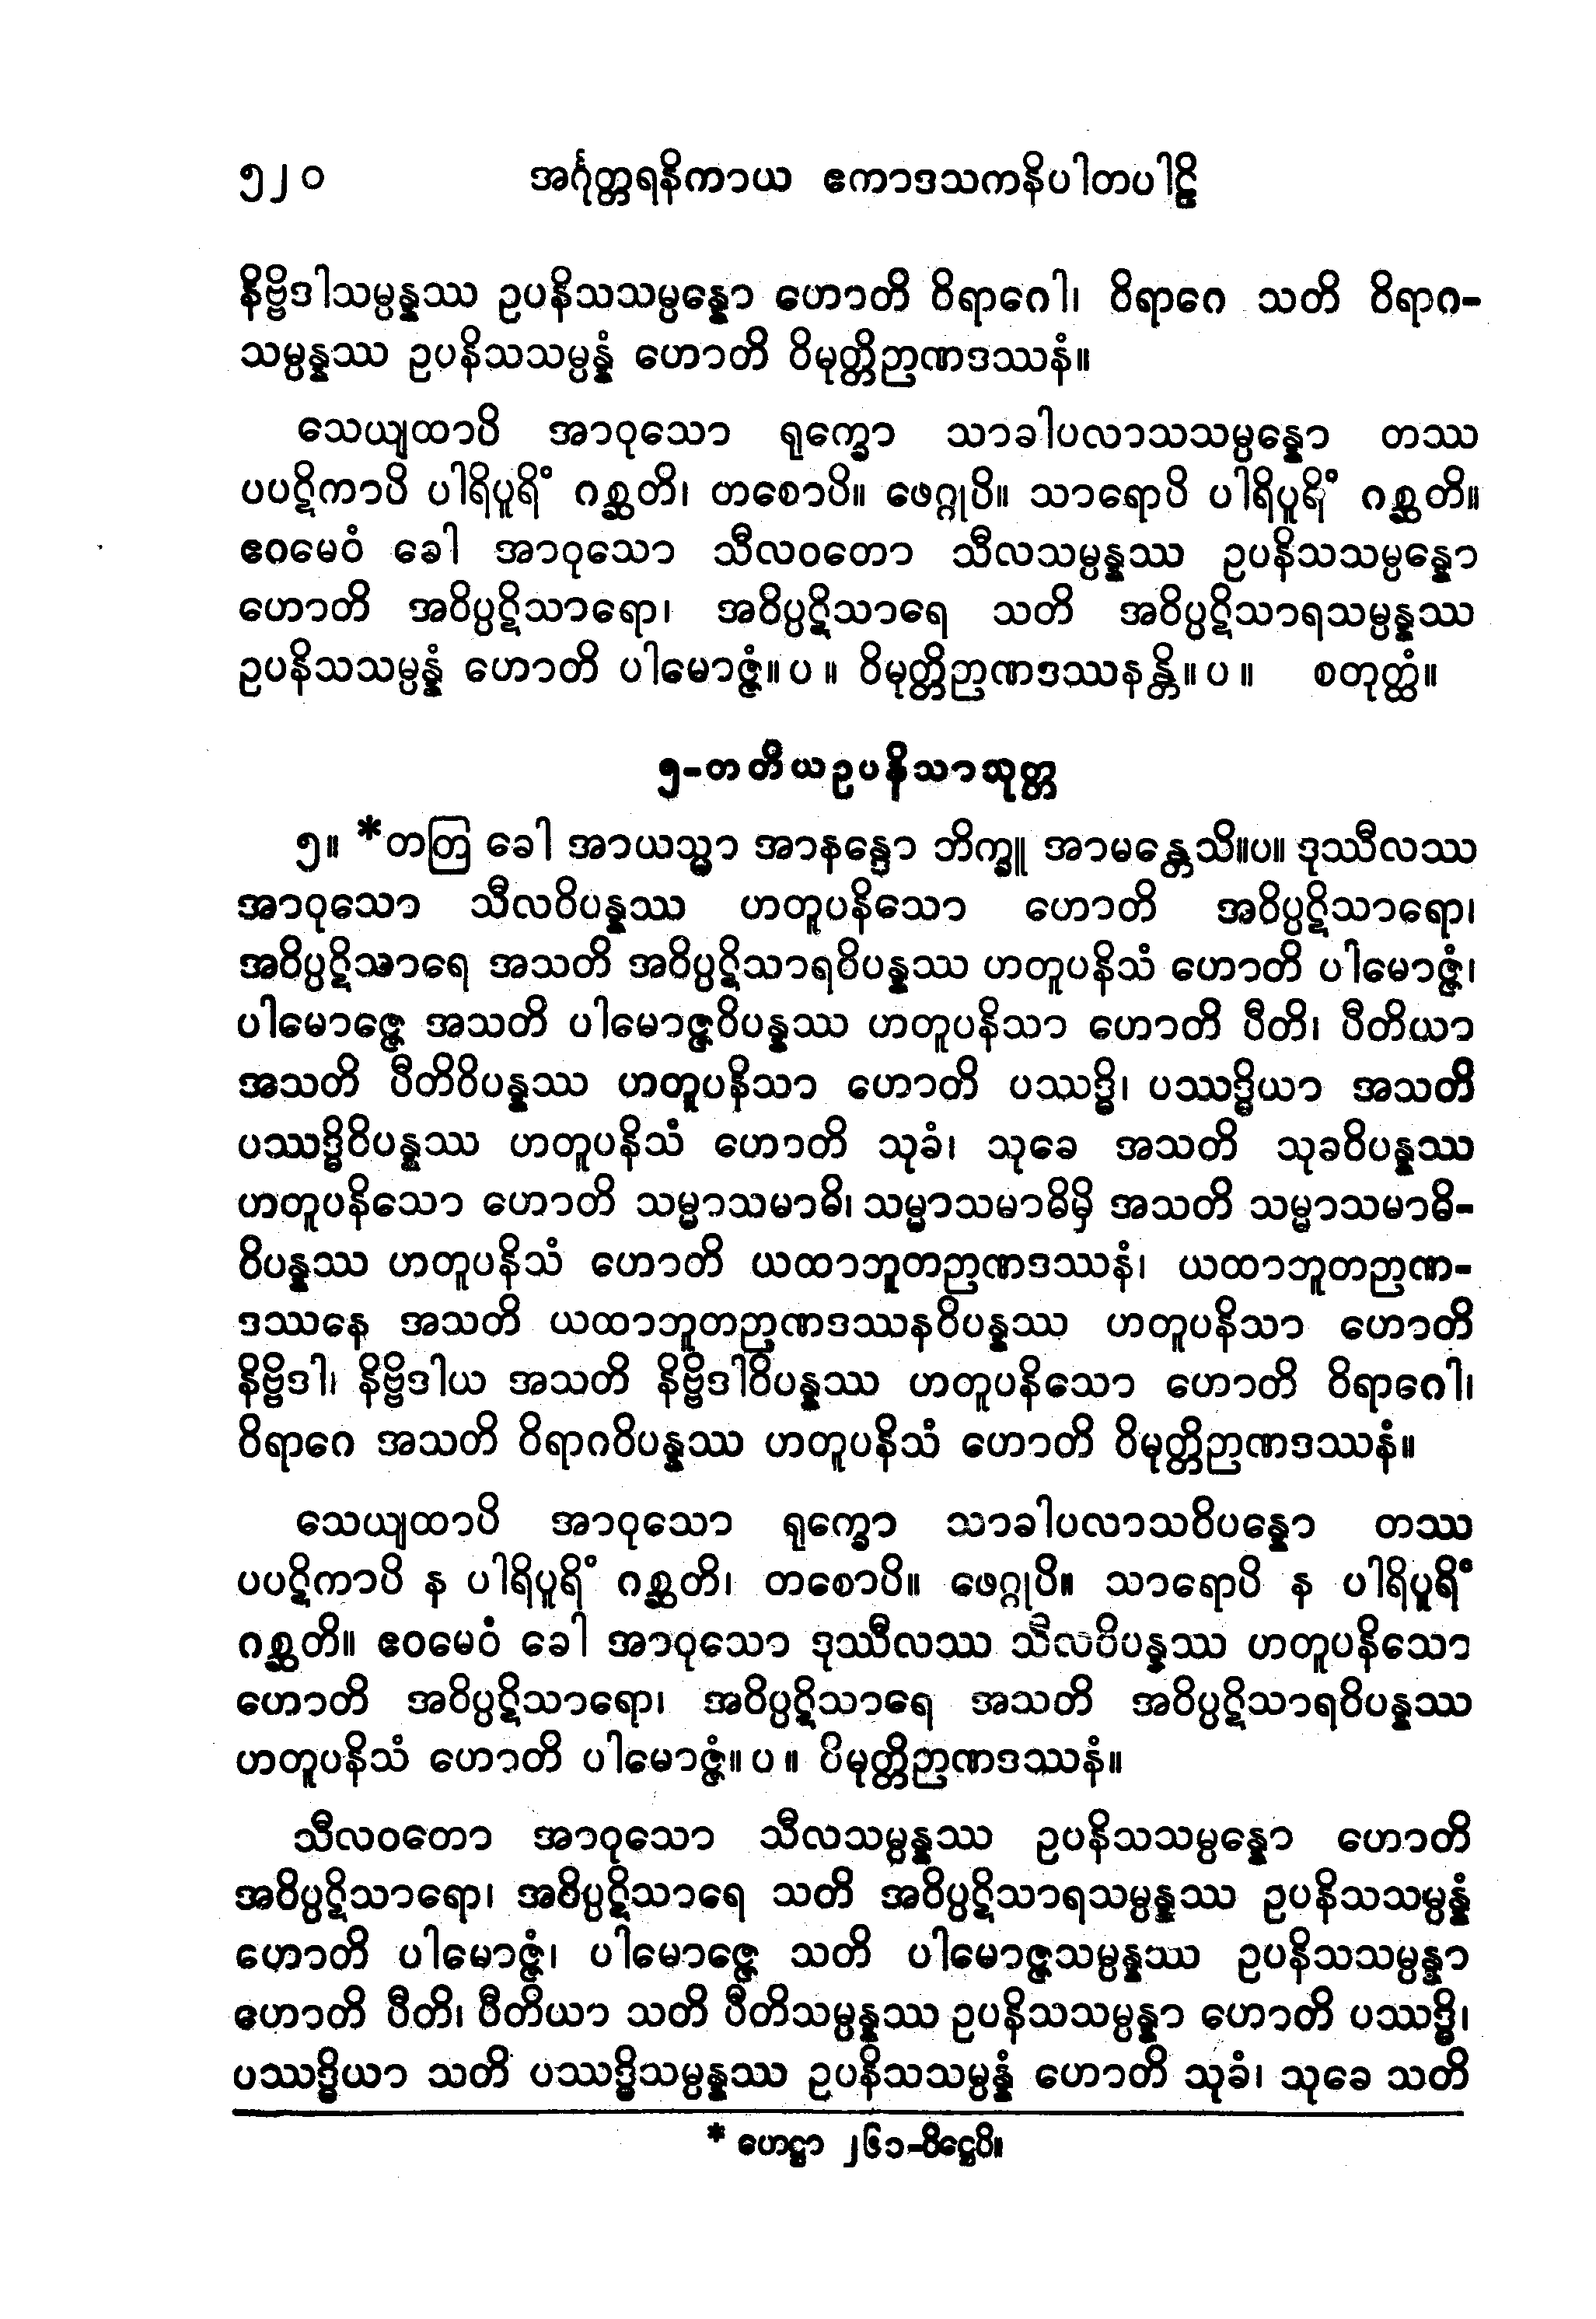 ၅၂၀ အင်္ဂုတ္တရနိကာယ ဧကာဒသကနိပါတပါဠိ
နိဗ္ဗိဒါသမ္ပန္နဿ ဥပနိသသမ္ပန္နော ဟောတိ ဝိရာဂေါ၊ ဝိရာဂေ သတိ ဝိရာဂ-
သမ္ပန္နဿ ဥပနိသသမ္ပန္နံ ဟောတိ ဝိမုတ္တိဉာဏဒဿနံ။
သေယျထာပိ အာဝုသော ရုက္ခော သာခါပလာသသမ္ပန္နော တဿ
ပပဋိကာပိ ပါရိပူရိံ ဂစ္ဆတိ၊ တစောပိ။ ဖေဂ္ဂုပိ။ သာရောပိ ပါရိပူရိံ ဂစ္ဆတိ။
ဧဝမေဝံ ခေါ အာဝုသော သီလဝတော သီလသမ္ပန္နဿ ဥပနိသသမ္ပန္နော
ဟောတိ အဝိပ္ပဋိသာရော၊ အဝိပ္ပဋိသာရေ သတိ အဝိပ္ပဋိသာရသမ္ပန္နဿ
ဥပနိသသမ္ပန္နံ ဟောတိ ပါမောဇ္ဇံ။ပ။ ဝိမုတ္တိဉာဏဒဿနန္တိ။ပ။ စတုတ္ထံ။
၅-တတိယဥပနိသာသုတ္တ
၅။ *တတြ ခေါ အာယသ္မာ အာနန္ဒော ဘိက္ခူ အာမန္တေသိ။ပ။ ဒုဿီလဿ
အာဝုသော သီလဝိပန္နဿ ဟတူပနိသော ဟောတိ အဝိပ္ပဋိသာရော၊
အဝိပ္ပဋိသာရေ အသတိ အဝိပ္ပဋိသာရဝိပန္နဿ ဟတူပနိသံ ဟောတိ ပါမောဇ္ဇံ၊
ပါမောဇ္ဇေ အသတိ ပါမောဇ္ဇဝိပန္နဿ ဟတူပနိသာ ဟောတိ ပီတိ၊ ပီတိယာ
အသတိ ပီတိဝိပန္နဿ ဟတူပနိသာ ဟောတိ ပဿဒ္ဓိ၊ ပဿဒ္ဓိယာ အသတိ
ပဿဒ္ဓိဝိပန္နဿ ဟတူပနိသံ ဟောတိ သုခံ၊ သုခေ အသတိ သုခဝိပန္နဿ
ဟတူပနိသော ဟောတိ သမ္မာသမာဓိ၊ သမ္မာသမာဓိမှိ အသတိ သမ္မာသမာဓိ-
ဝိပန္နဿ ဟတူပနိသံ ဟောတိ ယထာဘူတဉာဏဒဿနံ၊ ယထာဘူတဉာဏ-
ဒဿနေ အသတိ ယထာဘူတဉာဏဒဿနဝိပန္နဿ ဟတူပနိသာ ဟောတိ
နိဗ္ဗိဒါ၊ နိဗ္ဗိဒါယ အသတိ နိဗ္ဗိဒါဝိပန္နဿ ဟတူပနိသော ဟောတိ ဝိရာဂေါ၊
ဝိရာဂေ အသတိ ဝိရာဂဝိပန္နဿ ဟတူပနိသံ ဟောတိ ဝိမုတ္တိဉာဏဒဿနံ။
သေယျထာပိ အာဝုသော ရုက္ခော သာခါပလာသဝိပန္နော တဿ
ပပဋိကာပိ န ပါရိပူရိံ ဂစ္ဆတိ၊ တစောပိ။ ဖေဂ္ဂုပိ။ သာရောပိ န ပါရိပူရိံ
ဂစ္ဆတိ။ ဧဝမေဝံ ခေါ အာဝုသော ဒုဿီလဿ သီလဝိပန္နဿ ဟတူပနိသော
ဟောတိ အဝိပ္ပဋိသာရော၊ အဝိပ္ပဋိသာရေ အသတိ အဝိပ္ပဋိသာရဝိပန္နဿ
ဟတူပနိသံ ဟောတိ ပါမောဇ္ဇံ။ပ။ ဝိမုတ္တိဉာဏဒဿနံ။
သီလဝတော အာဝုသော သီလသမ္ပန္နဿ ဥပနိသသမ္ပန္နော ဟောတိ
အဝိပ္ပဋိသာရော၊ အဝိပ္ပဋိသာရေ သတိ အဝိပ္ပဋိသာရသမ္ပန္နဿ ဥပနိသသမ္ပန္နံ
ဟောတိ ပါမောဇ္ဇံ၊ ပါမောဇ္ဇေ သတိ ပါမောဇ္ဇသမ္ပန္နဿ ဥပနိသသမ္ပန္နာ
ဟောတိ ပီတိ၊ ပီတိယာ သတိ ပီတိသမ္ပန္နဿ ဥပနိသသမ္ပန္နာ ဟောတိ ပဿဒ္ဓိ၊
ပဿဒ္ဓိယာ သတိ ပဿဒ္ဓိသမ္ပန္နဿ ဥပနိသသမ္ပန္နံ ဟောတိ သုခံ၊ သုခေ သတိ
* ဟေဋ္ဌာ ၂၆၁-ပိဋ္ဌေပိ။